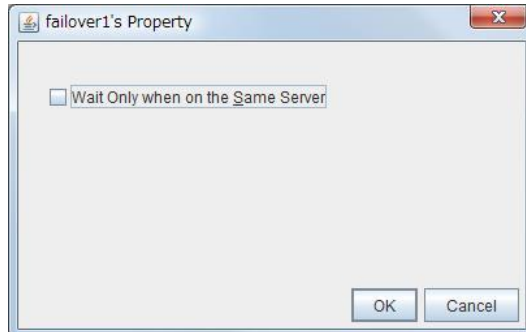 failover1's Property
Wait Only when on the Same Server
OK
Cancel